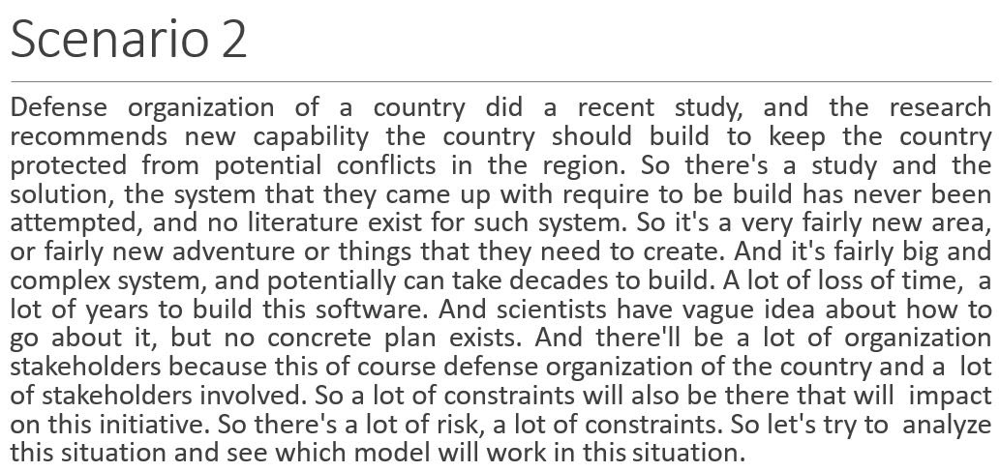 Scenario 2
Defense organization of a country did a recent study, and the research
recommends new capability the country should build to keep the country
protected from potential conflicts in the region. So there's a study and the
solution, the system that they came up with require to be build has never been
attempted, and no literature exist for such system. So it's a very fairly new area,
or fairly new adventure or things that they need to create. And it's fairly big and
complex system, and potentially can take decades to build. A lot of loss of time, a
lot of years to build this software. And scientists have vague idea about how to
go about it, but no concrete plan exists. And there'll be a lot of organization
stakeholders because this of course defense organization of the country and a lot
of stakeholders involved. So a lot of constraints will also be there that will impact
on this initiative. So there's a lot of risk, a lot of constraints. So let's try to analyze
this situation and see which model will work in this situation.